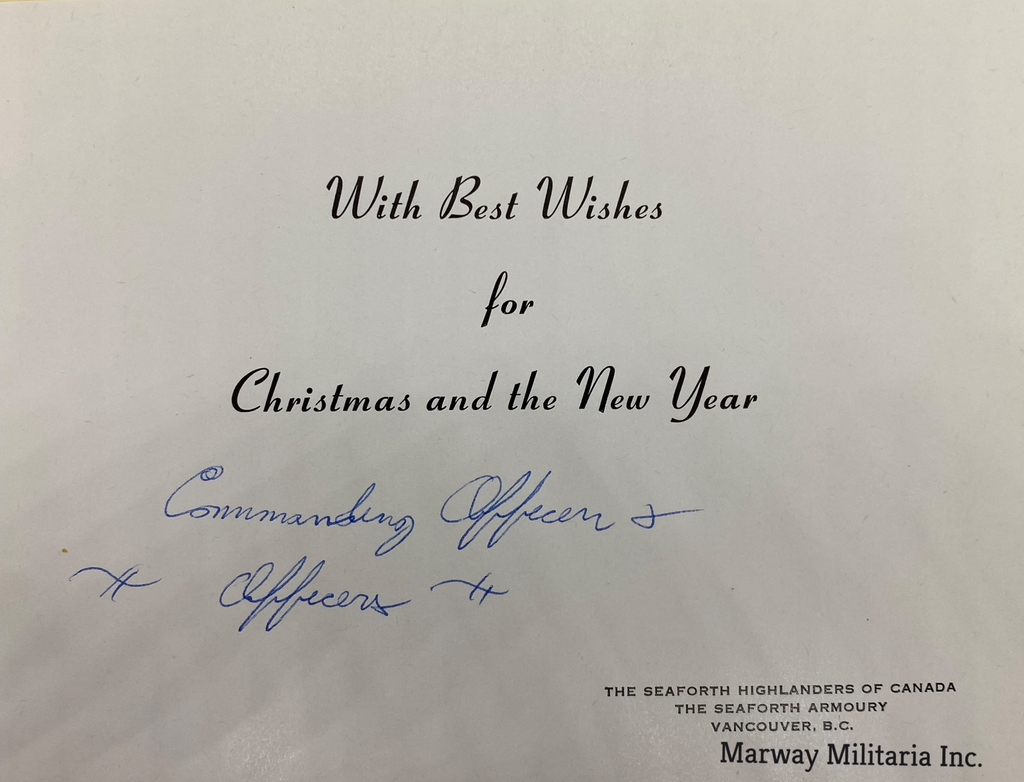 With Best Wishes
for
Christmas and the New Year
Commanding Officer &
Officers
THE SEAFORTH HIGHLANDERS OF CANADA
THE SEAFORTH ARMOURY
VANCOUVER, B.C.
Marway Militaria Inc.